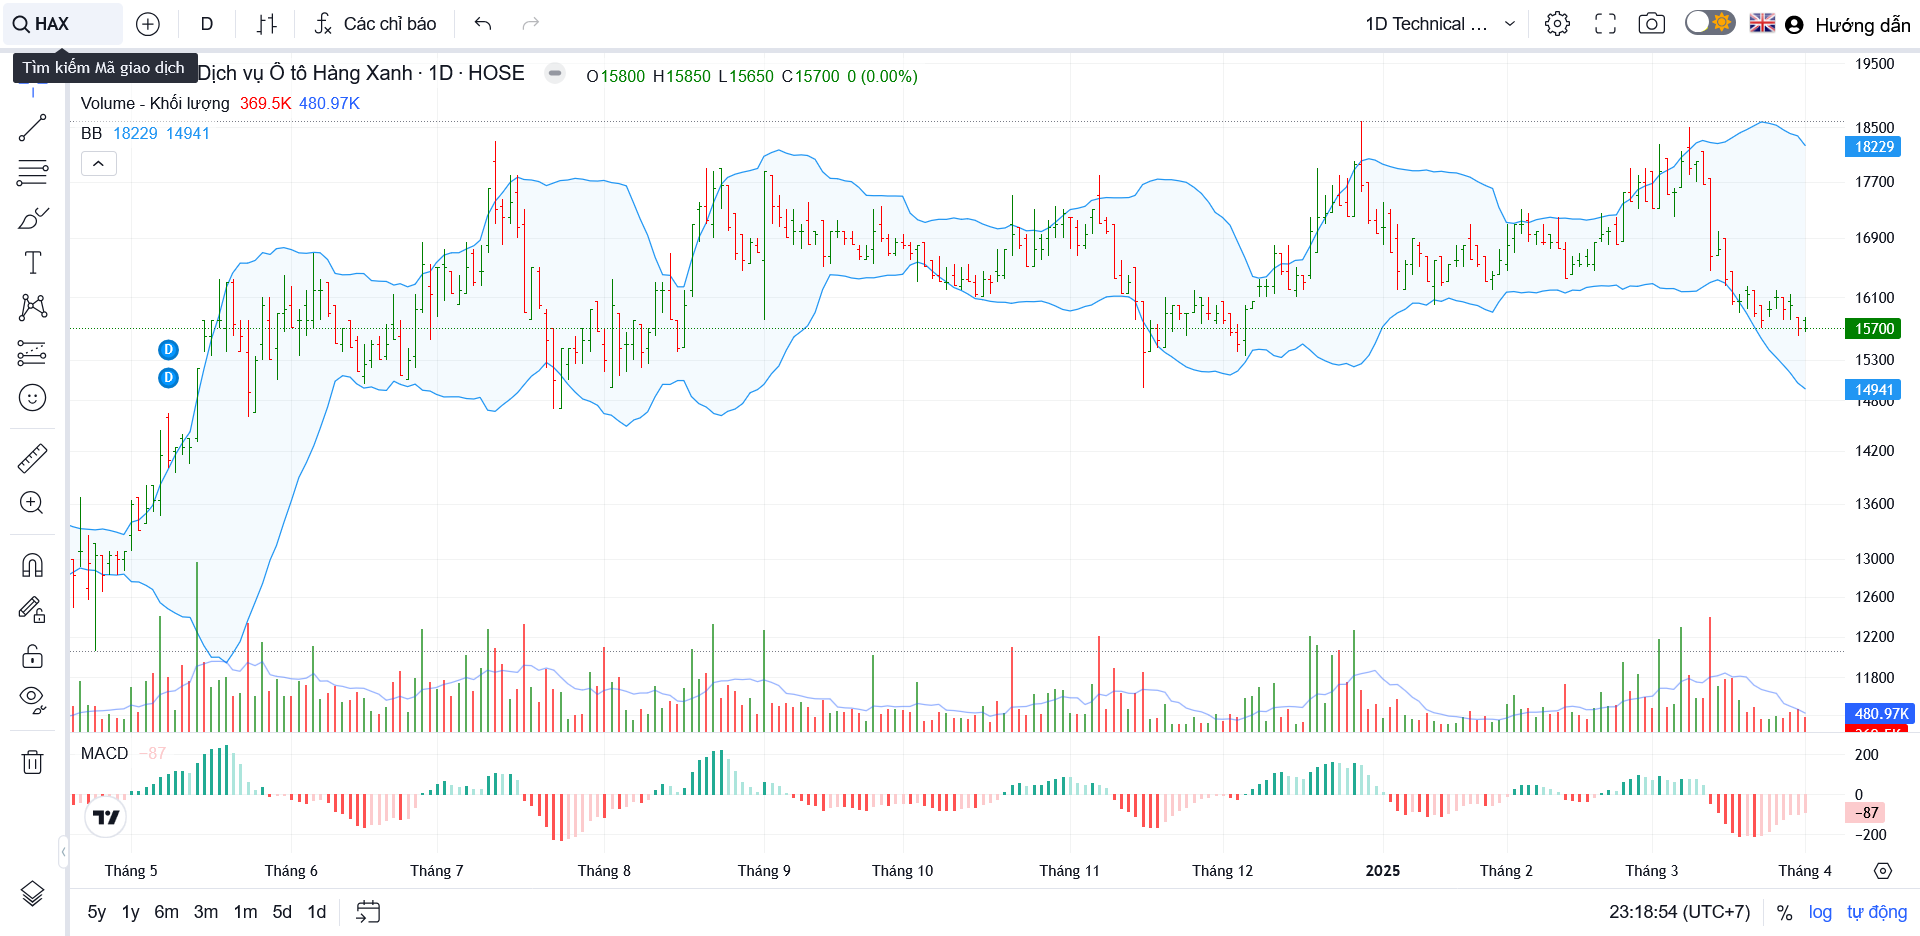 HAX
D
Các chỉ báo
1D Technical ...
Hướng dẫn
Tìm kiếm Mã giao dịch
Dịch vụ Ô tô Hàng Xanh · 1D · HOSE
O15800 H15850 L15650 C15700 0 (0.00%)
Volume - Khối lượng 369.5K 480.97K
BB 18229 14941
19500
18500
18229
17700
16900
16100
15700
15300
14941
14800
14200
13600
13000
12600
12200
11800
480.97K
369.5K
D
D
MACD −87
200
0
−87
−200
Tháng 5 Tháng 6 Tháng 7 Tháng 8 Tháng 9 Tháng 10 Tháng 11 Tháng 12 2025 Tháng 2 Tháng 3 Tháng 4
5y 1y 6m 3m 1m 5d 1d
23:18:54 (UTC+7) % log tự động